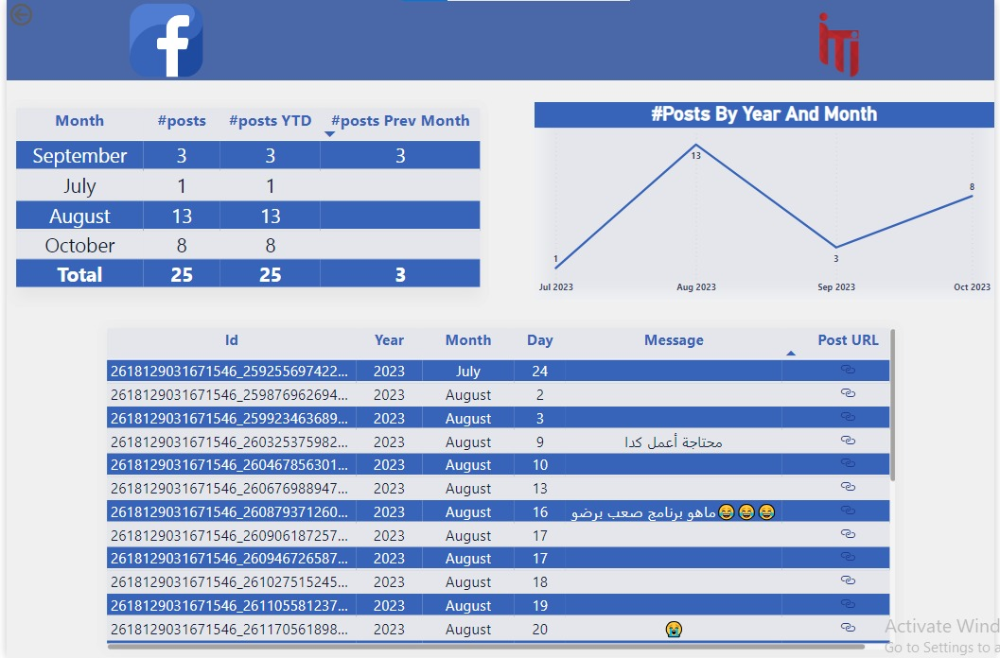 f
iTi
Month #posts #posts YTD #posts Prev Month
September 3 3 3
July 1 1
August 13 13
October 8 8
Total 25 25 3
#Posts By Year And Month
13
8
1
3
Jul 2023 Aug 2023 Sep 2023 Oct 2023
Id Year Month Day Message Post URL
2618129031671546_259255697422... 2023 July 24
2618129031671546_259876962694... 2023 August 2
2618129031671546_259923463689... 2023 August 3
2618129031671546_260325375982... 2023 August 9 محتاجة أعمل كدا
2618129031671546_260467856301... 2023 August 10
2618129031671546_260676988947... 2023 August 13
2618129031671546_260879371260... 2023 August 16 ماهو برنامج صعب برضو😂😂😂
2618129031671546_260906187257... 2023 August 17
2618129031671546_260946726587... 2023 August 17
2618129031671546_261027515245... 2023 August 18
2618129031671546_261105581237... 2023 August 19
2618129031671546_261170561898... 2023 August 20 😭
Activate Wind
Go to Settings to a